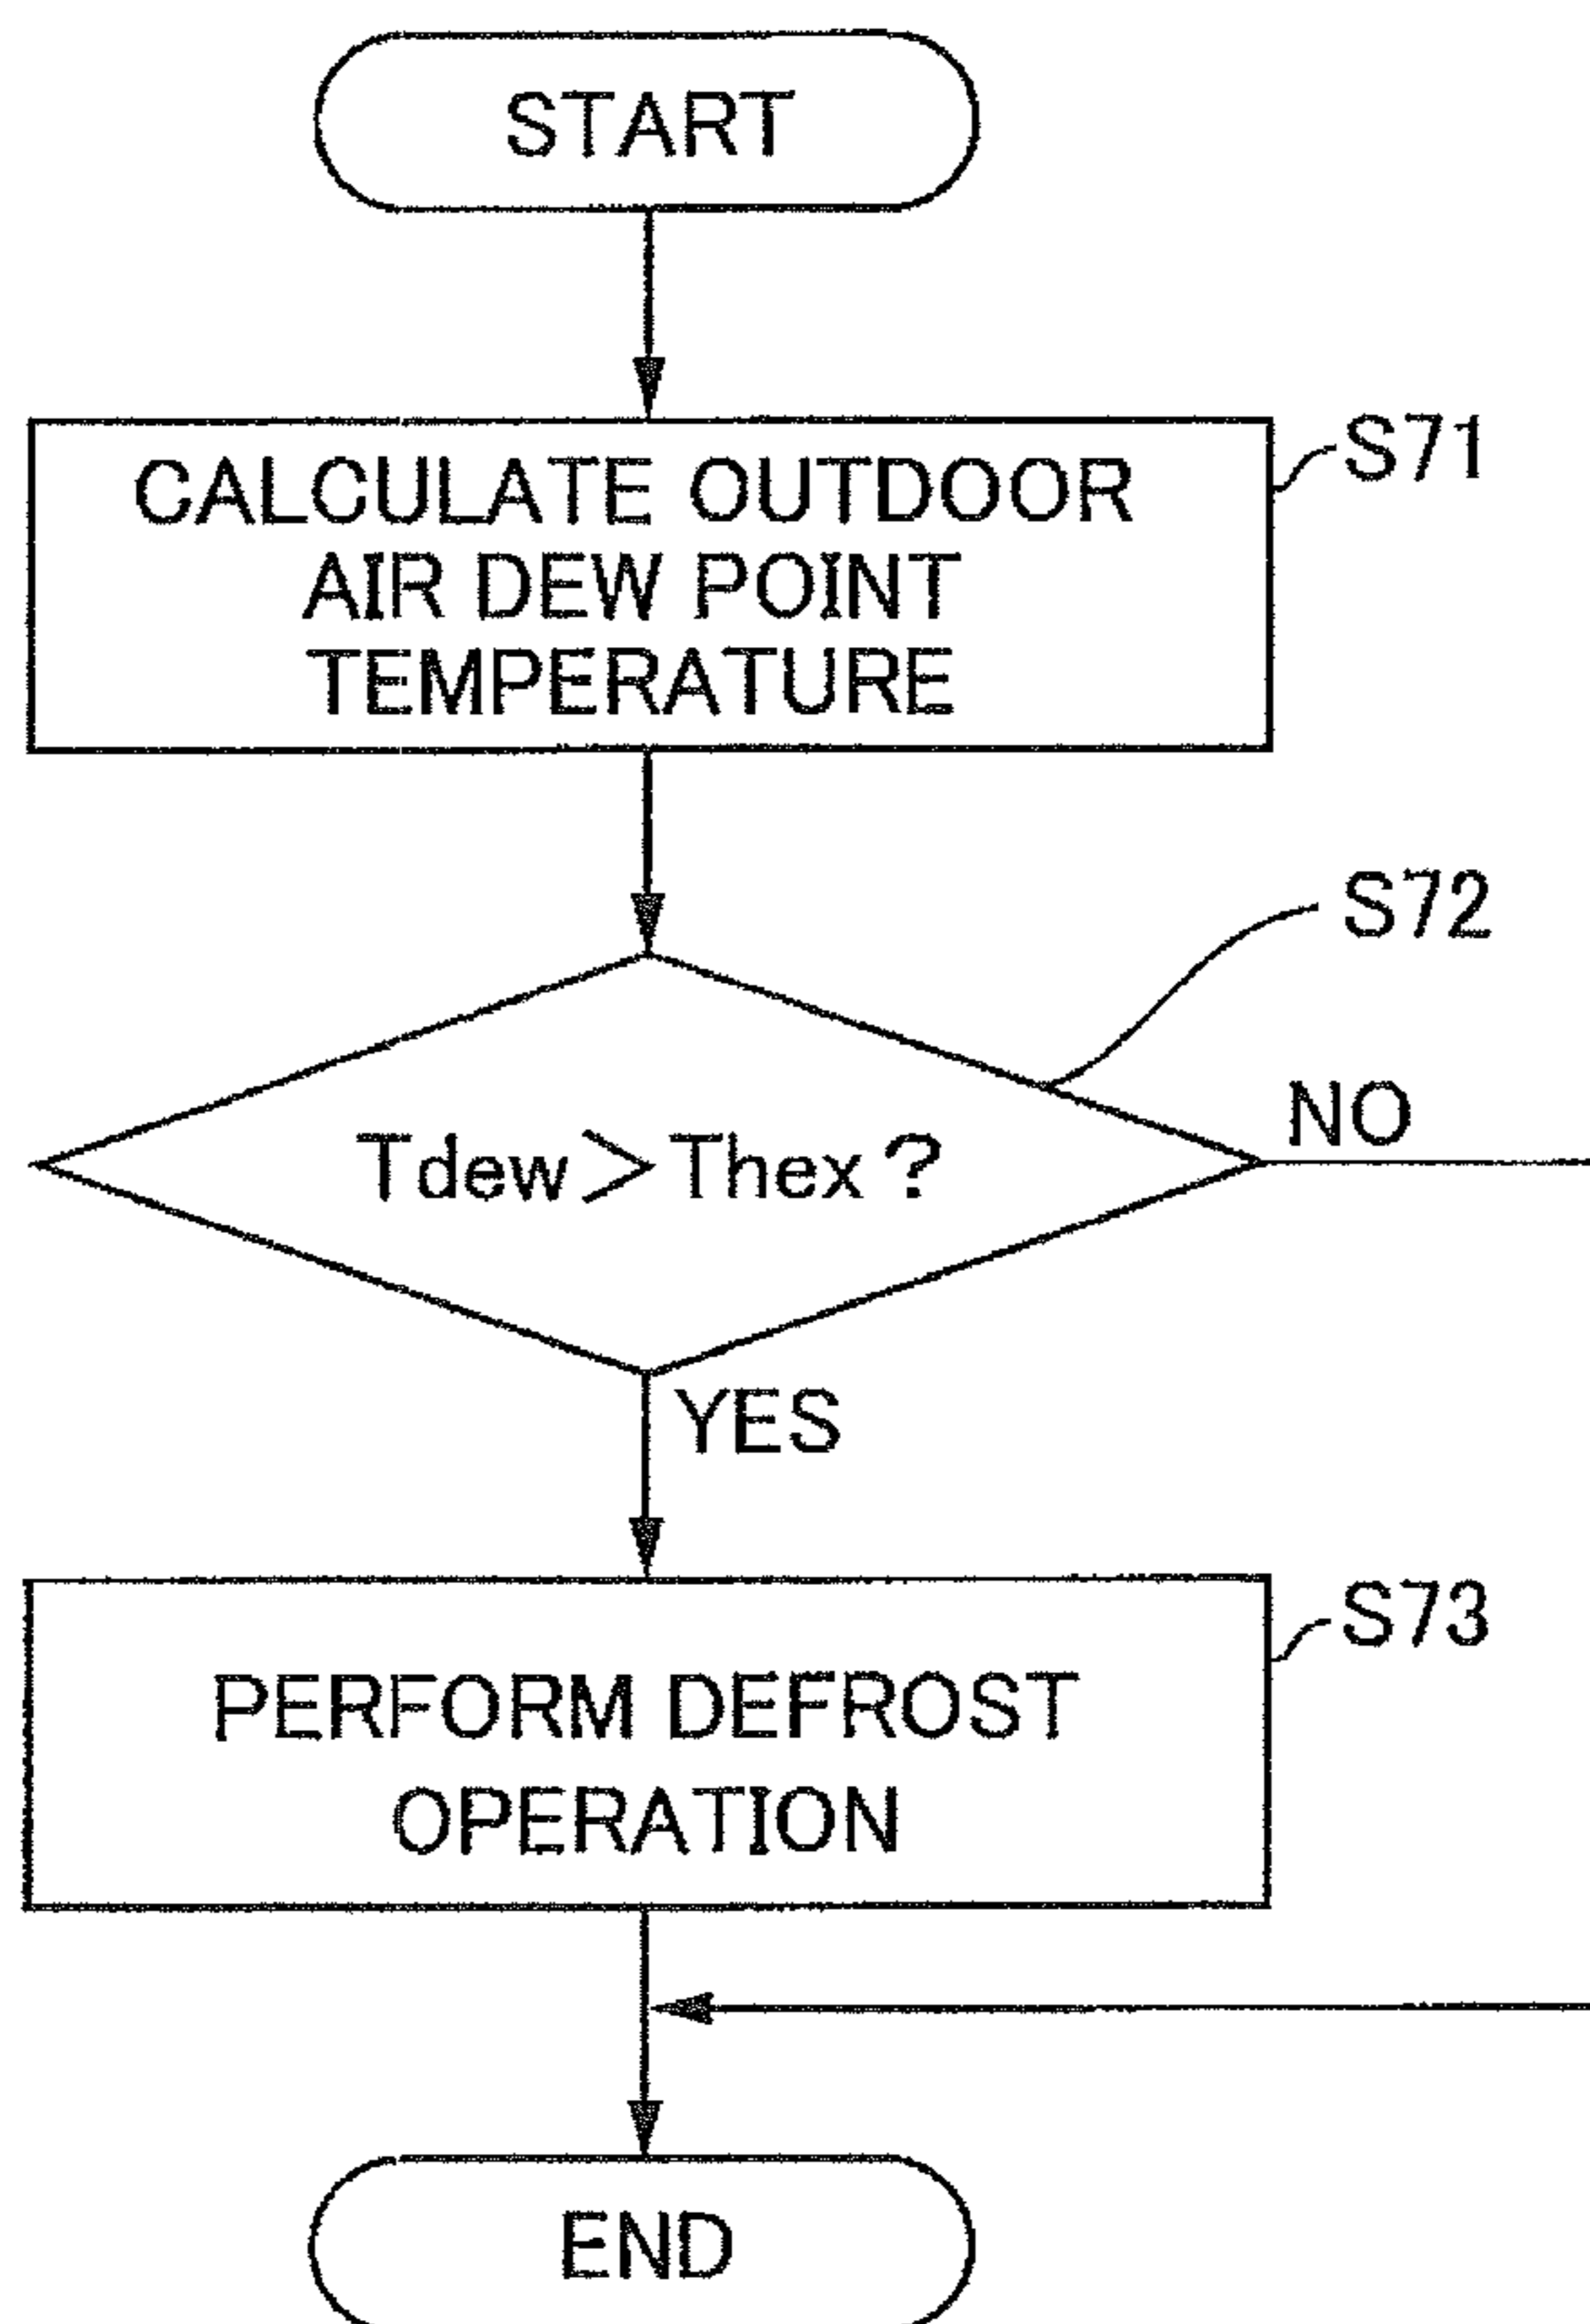 START
CALCULATE OUTDOOR
AIR DEW POINT
TEMPERATURE
S71
S72
Tdew＞Thex？
NO
YES
PERFORM DEFROST
OPERATION
S73
END